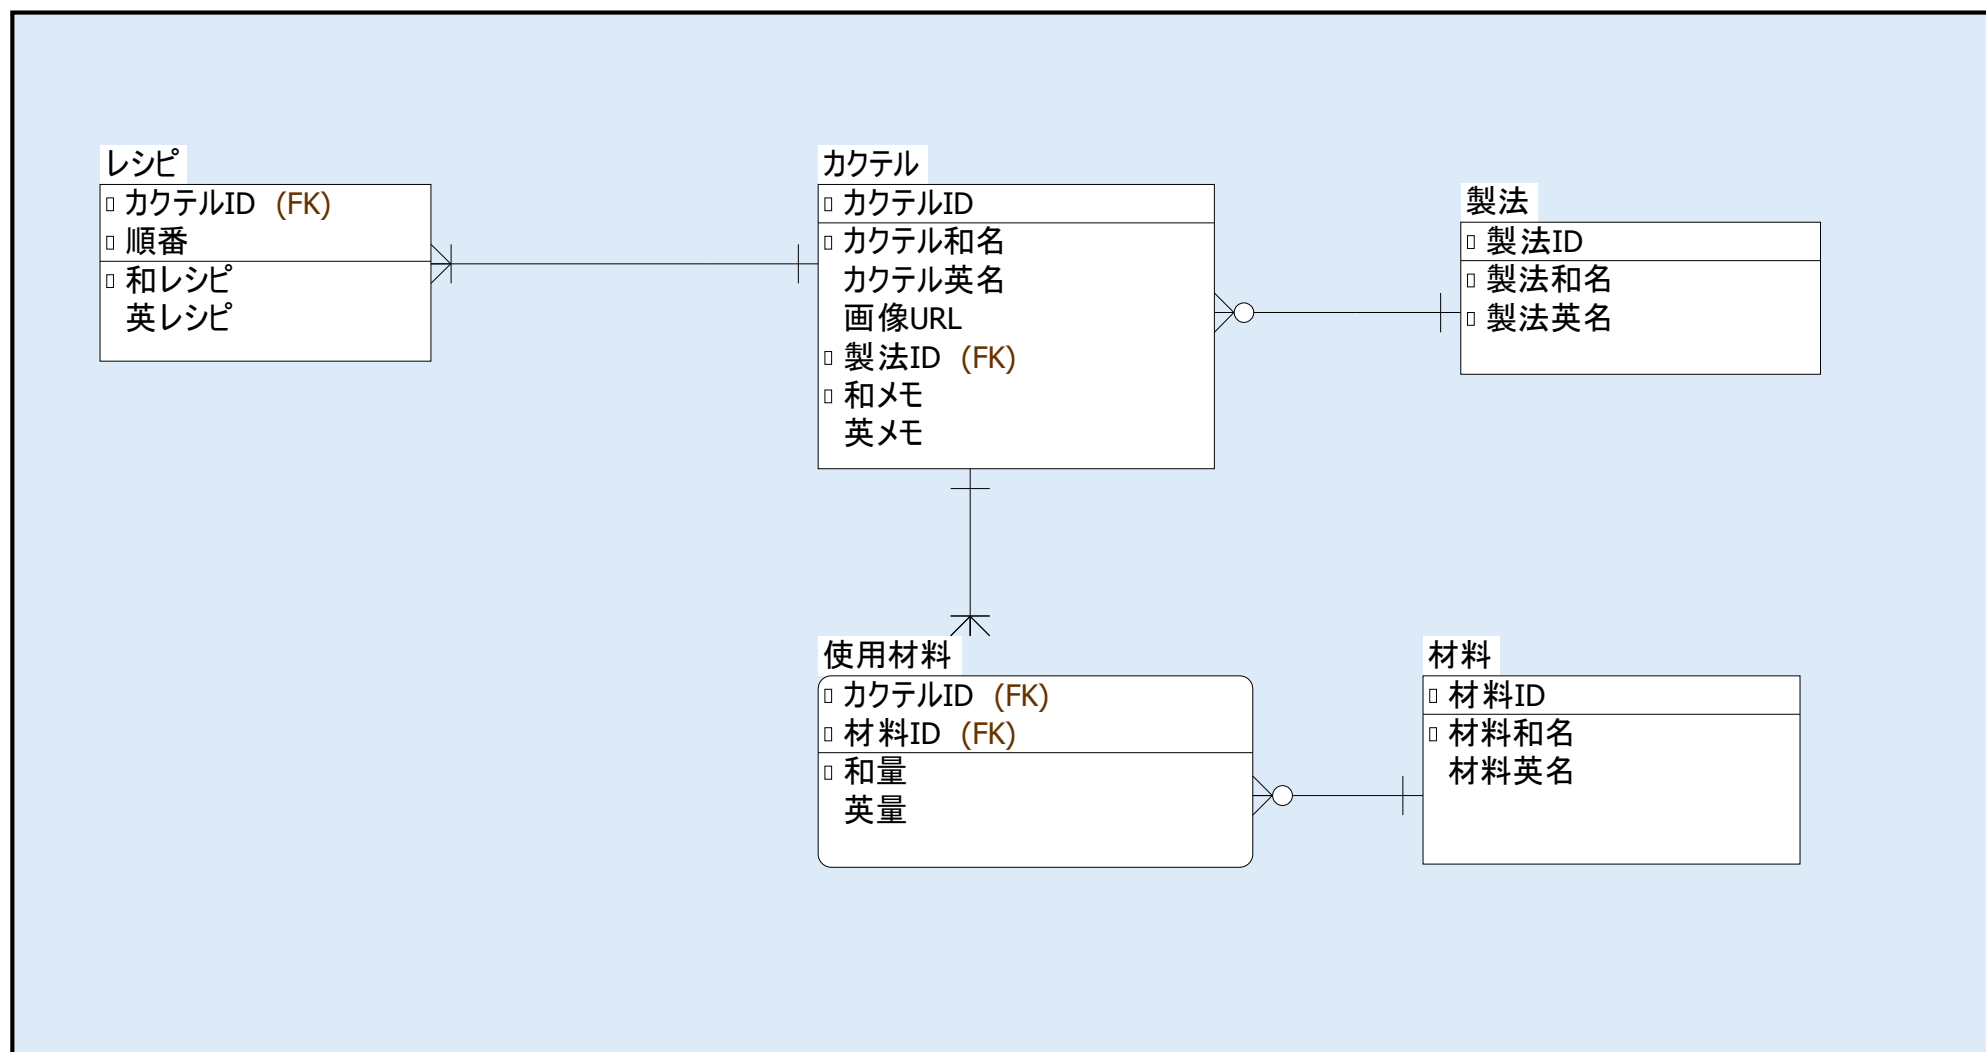 レシピ
カクテルID (FK)
順番
和レシピ
英レシピ
カクテル
カクテルID
カクテル和名
カクテル英名
画像URL
製法ID (FK)
和メモ
英メモ
製法
製法ID
製法和名
製法英名
使用材料
カクテルID (FK)
材料ID (FK)
和量
英量
材料
材料ID
材料和名
材料英名